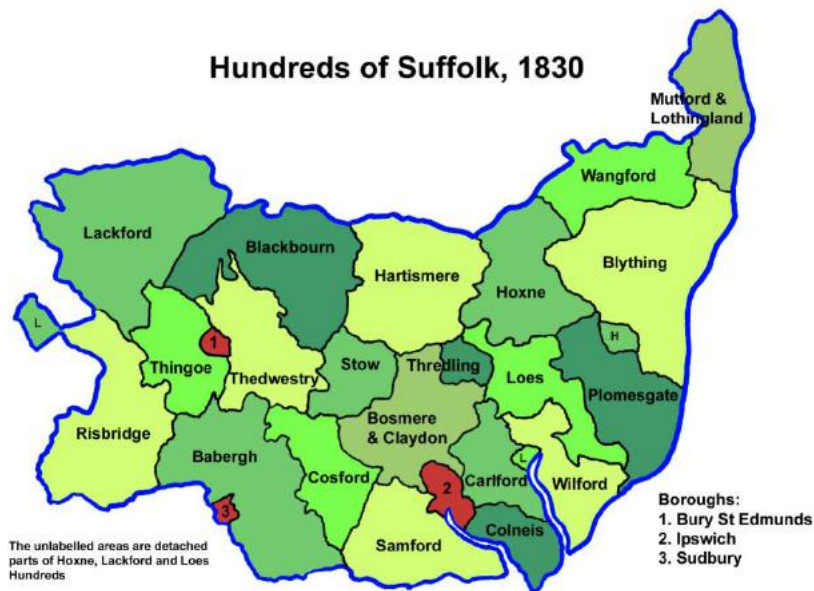 Hundreds of Suffolk, 1830
Mutford &
Lothingland
Wangford
Lackford
Blackbourn
Hartismere
Blything
Hoxne
L
1
H
Thingoe
Stow
Thredling
Loes
Thedwestry
Plomesgate
Bosmere
& Claydon
Risbridge
Babergh
Cosford
2
Carlford
L
Wilford
3
Samford
Colneis
Boroughs:
1. Bury St Edmunds
2. Ipswich
3. Sudbury
The unlabelled areas are detached
parts of Hoxne, Lackford and Loes
Hundreds